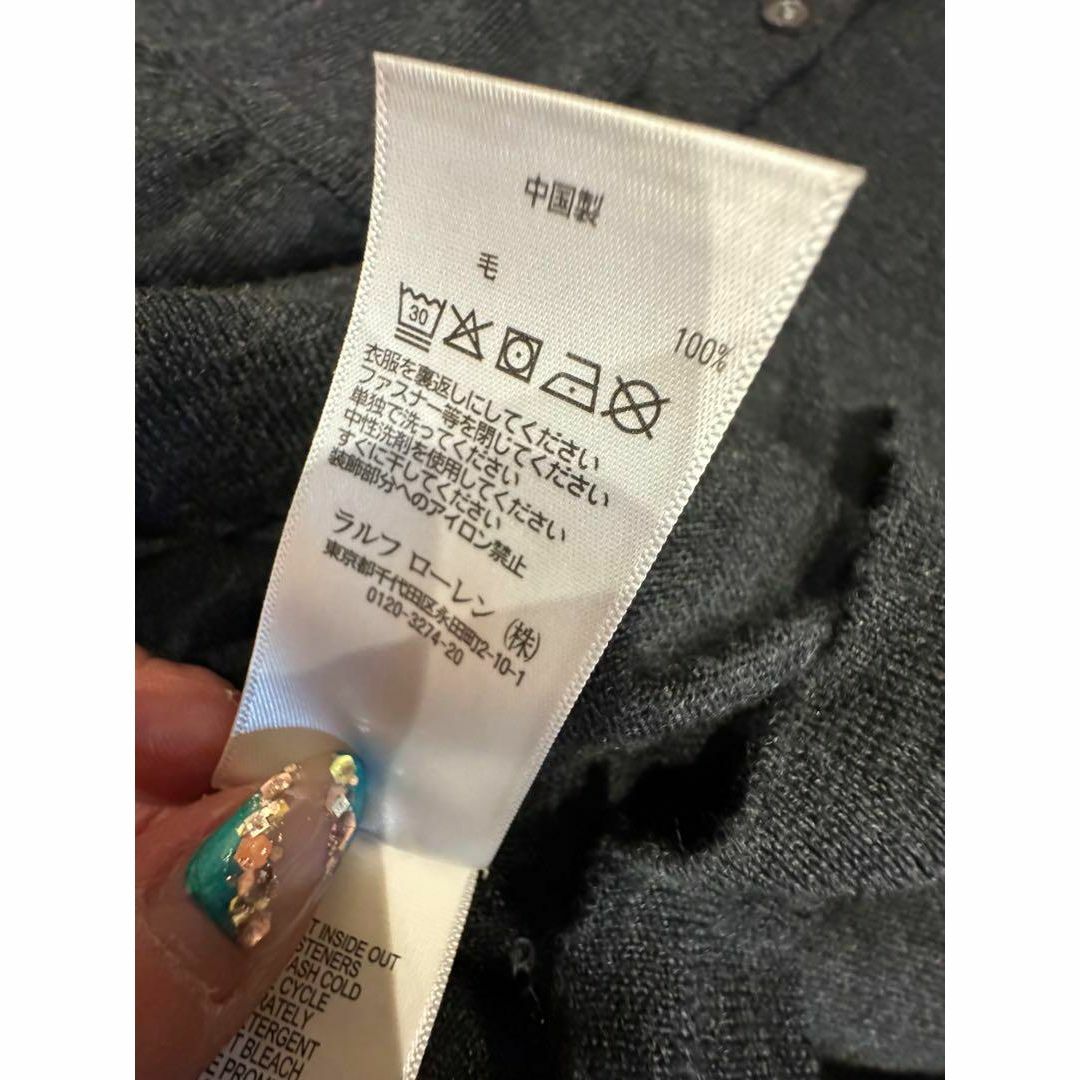 中国製
毛 100%
30
衣服を裏返しにしてください
ファスナー等を閉じてください
単独で洗ってください
中性洗剤を使用してください
すぐに干してください
装飾部分へのアイロン禁止
ラルフ ローレン (株)
東京都千代田区永田町2-10-1
0120-3274-20
INSIDE OUT
COLD
CYCLE
BLEACH